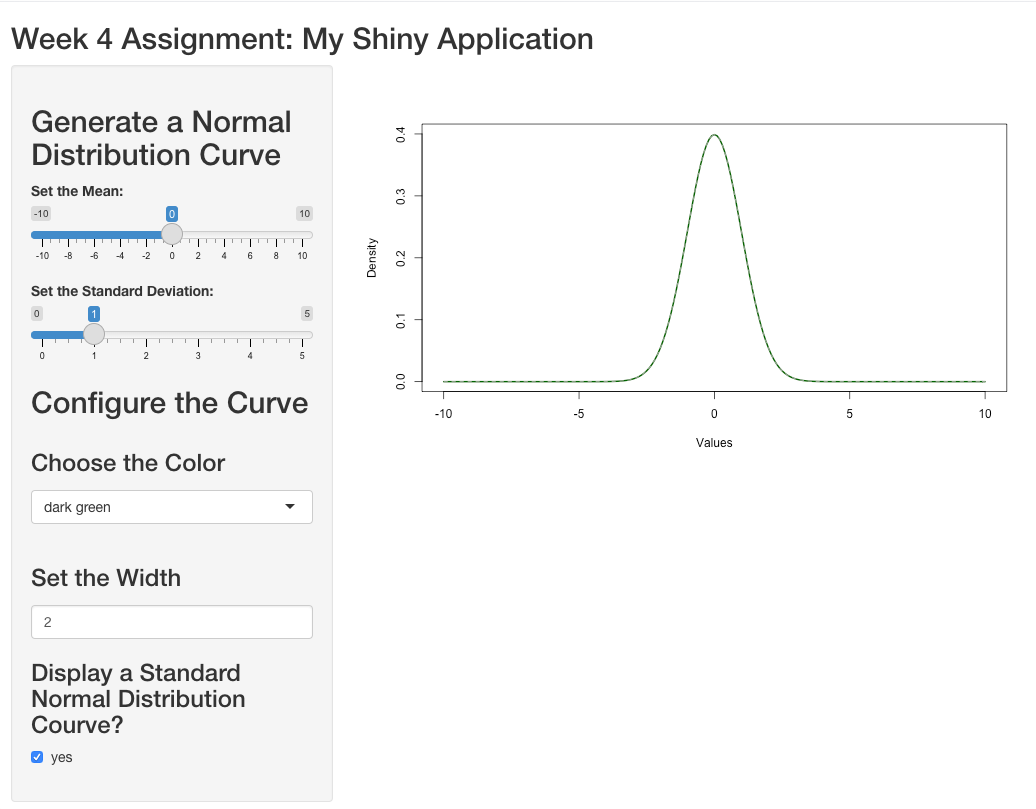 Week 4 Assignment: My Shiny Application
Generate a Normal
Distribution Curve
Set the Mean:
-10 0 10
-10 -8 -6 -4 -2 0 2 4 6 8 10
Set the Standard Deviation:
0 1 5
0 1 2 3 4 5
Configure the Curve
Choose the Color
dark green
Set the Width
2
Display a Standard
Normal Distribution
Courve?
yes
Density
0.4
0.3
0.2
0.1
0.0
-10 -5 0 5 10
Values